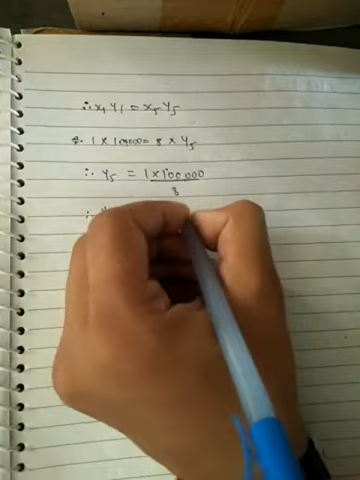 ∴ x₁ y₁ = x₅ y₅
1 × 100000 = 8 × y₅
∴ y₅ = 1 × 100,000
8
∴